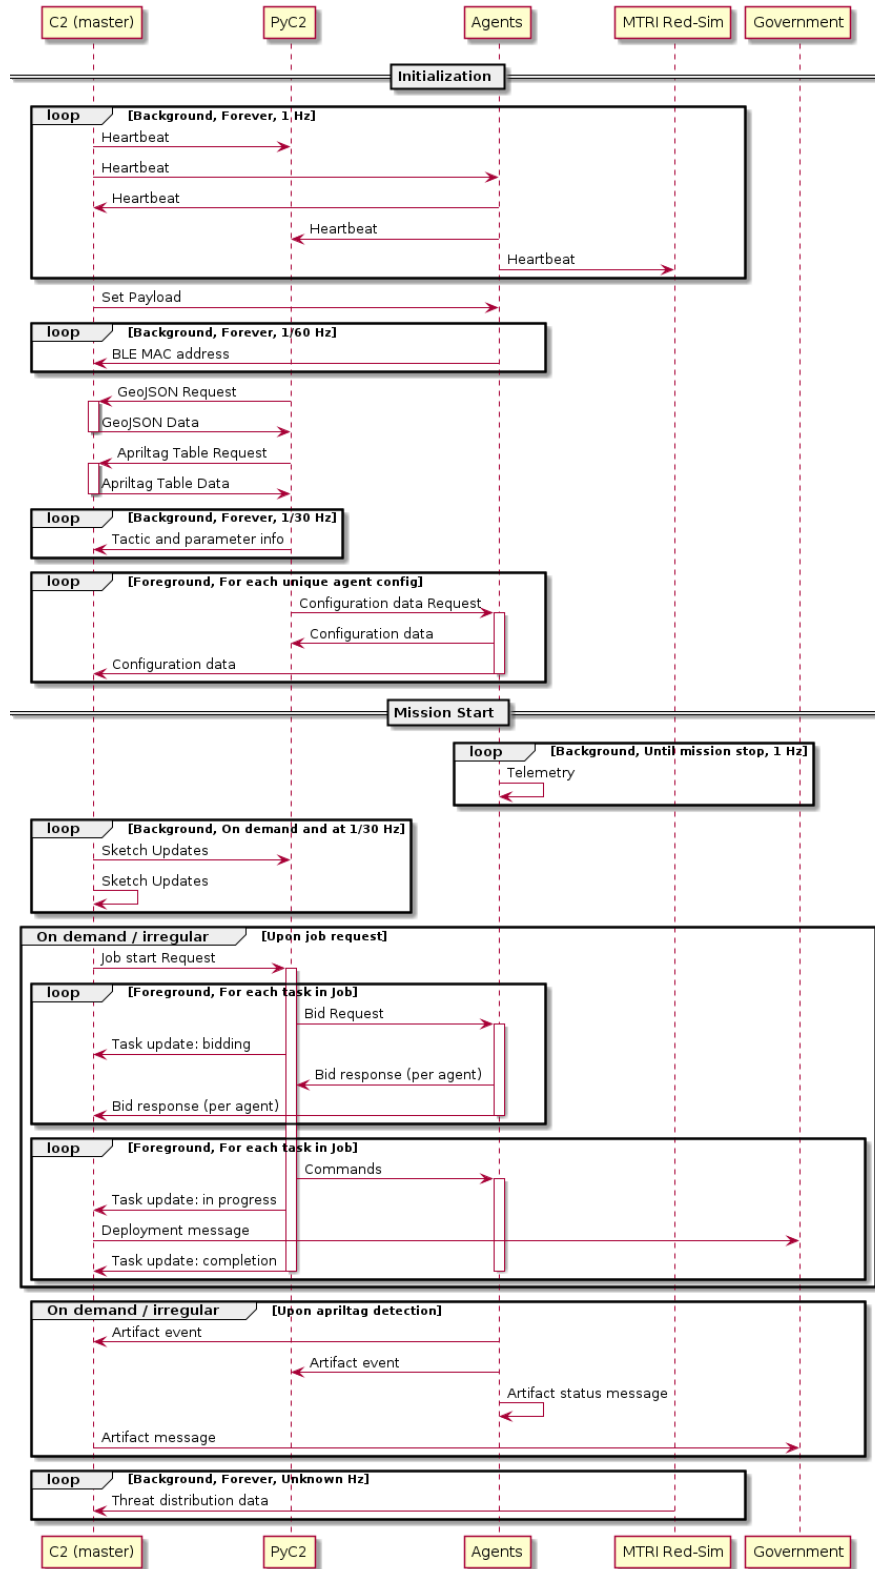 C2 (master) PyC2 Agents MTRI Red-Sim Government
Initialization
loop [Background, Forever, 1 Hz]
Heartbeat
Heartbeat
Heartbeat
Heartbeat
Heartbeat
Set Payload
loop [Background, Forever, 1/60 Hz]
BLE MAC address
GeoJSON Request
GeoJSON Data
Apriltag Table Request
Apriltag Table Data
loop [Background, Forever, 1/30 Hz]
Tactic and parameter info
loop [Foreground, For each unique agent config]
Configuration data Request
Configuration data
Configuration data
Mission Start
loop [Background, Until mission stop, 1 Hz]
Telemetry
loop [Background, On demand and at 1/30 Hz]
Sketch Updates
Sketch Updates
On demand / irregular [Upon job request]
Job start Request
loop [Foreground, For each task in Job]
Bid Request
Task update: bidding
Bid response (per agent)
Bid response (per agent)
loop [Foreground, For each task in Job]
Commands
Task update: in progress
Deployment message
Task update: completion
On demand / irregular [Upon apriltag detection]
Artifact event
Artifact event
Artifact status message
Artifact message
loop [Background, Forever, Unknown Hz]
Threat distribution data
C2 (master) PyC2 Agents MTRI Red-Sim Government